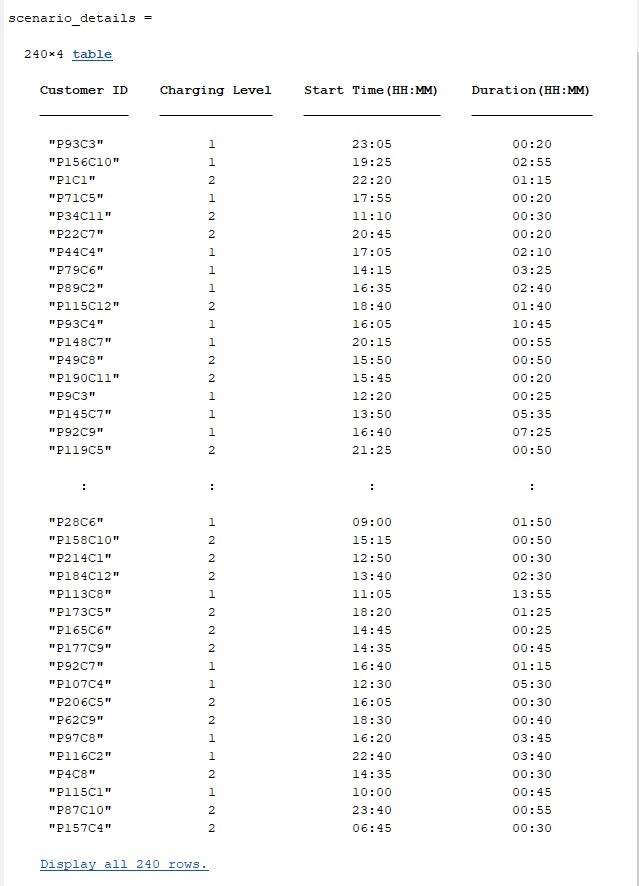 scenario_details =
240×4 table
Customer ID Charging Level Start Time(HH:MM) Duration(HH:MM)
"P93C3" 1 23:05 00:20
"P156C10" 1 19:25 02:55
"P1C1" 2 22:20 01:15
"P71C5" 1 17:55 00:20
"P34C11" 2 11:10 00:30
"P22C7" 2 20:45 00:20
"P44C4" 1 17:05 02:10
"P79C6" 1 14:15 03:25
"P89C2" 1 16:35 02:40
"P115C12" 2 18:40 01:40
"P93C4" 1 16:05 10:45
"P148C7" 1 20:15 00:55
"P49C8" 2 15:50 00:50
"P190C11" 2 15:45 00:20
"P9C3" 1 12:20 00:25
"P145C7" 1 13:50 05:35
"P92C9" 1 16:40 07:25
"P119C5" 2 21:25 00:50
: : : :
"P28C6" 1 09:00 01:50
"P158C10" 2 15:15 00:50
"P214C1" 2 12:50 00:30
"P184C12" 2 13:40 02:30
"P113C8" 1 11:05 13:55
"P173C5" 2 18:20 01:25
"P165C6" 2 14:45 00:25
"P177C9" 2 14:35 00:45
"P92C7" 1 16:40 01:15
"P107C4" 1 12:30 05:30
"P206C5" 2 16:05 00:30
"P62C9" 2 18:30 00:40
"P97C8" 1 16:20 03:45
"P116C2" 1 22:40 03:40
"P4C8" 2 14:35 00:30
"P115C1" 1 10:00 00:45
"P87C10" 2 23:40 00:55
"P157C4" 2 06:45 00:30
Display all 240 rows.